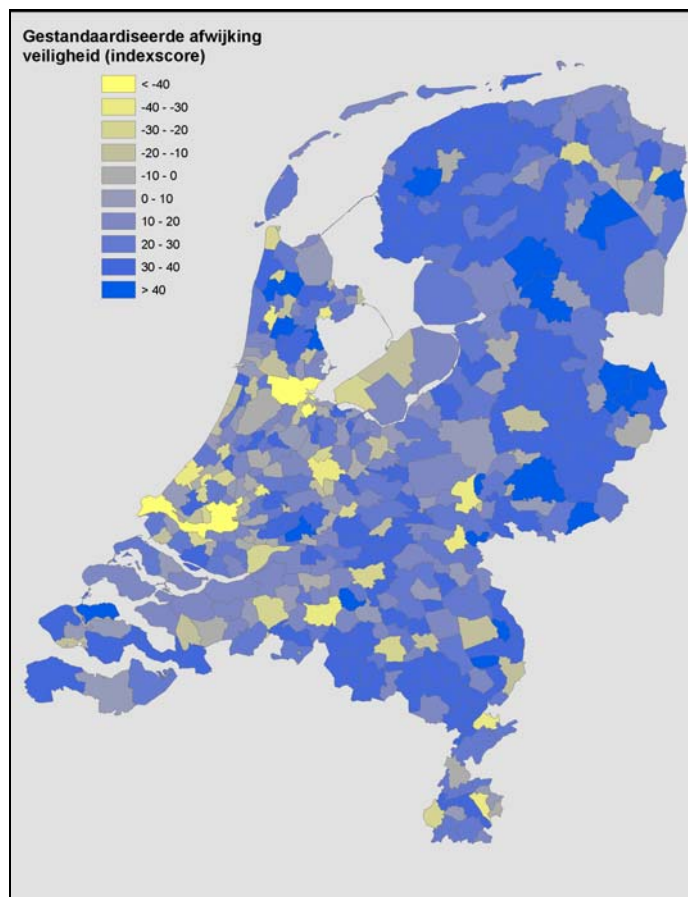 Gestandaardiseerde afwijking
veiligheid (indexscore)
< -40
-40 - -30
-30 - -20
-20 - -10
-10 - 0
0 - 10
10 - 20
20 - 30
30 - 40
> 40